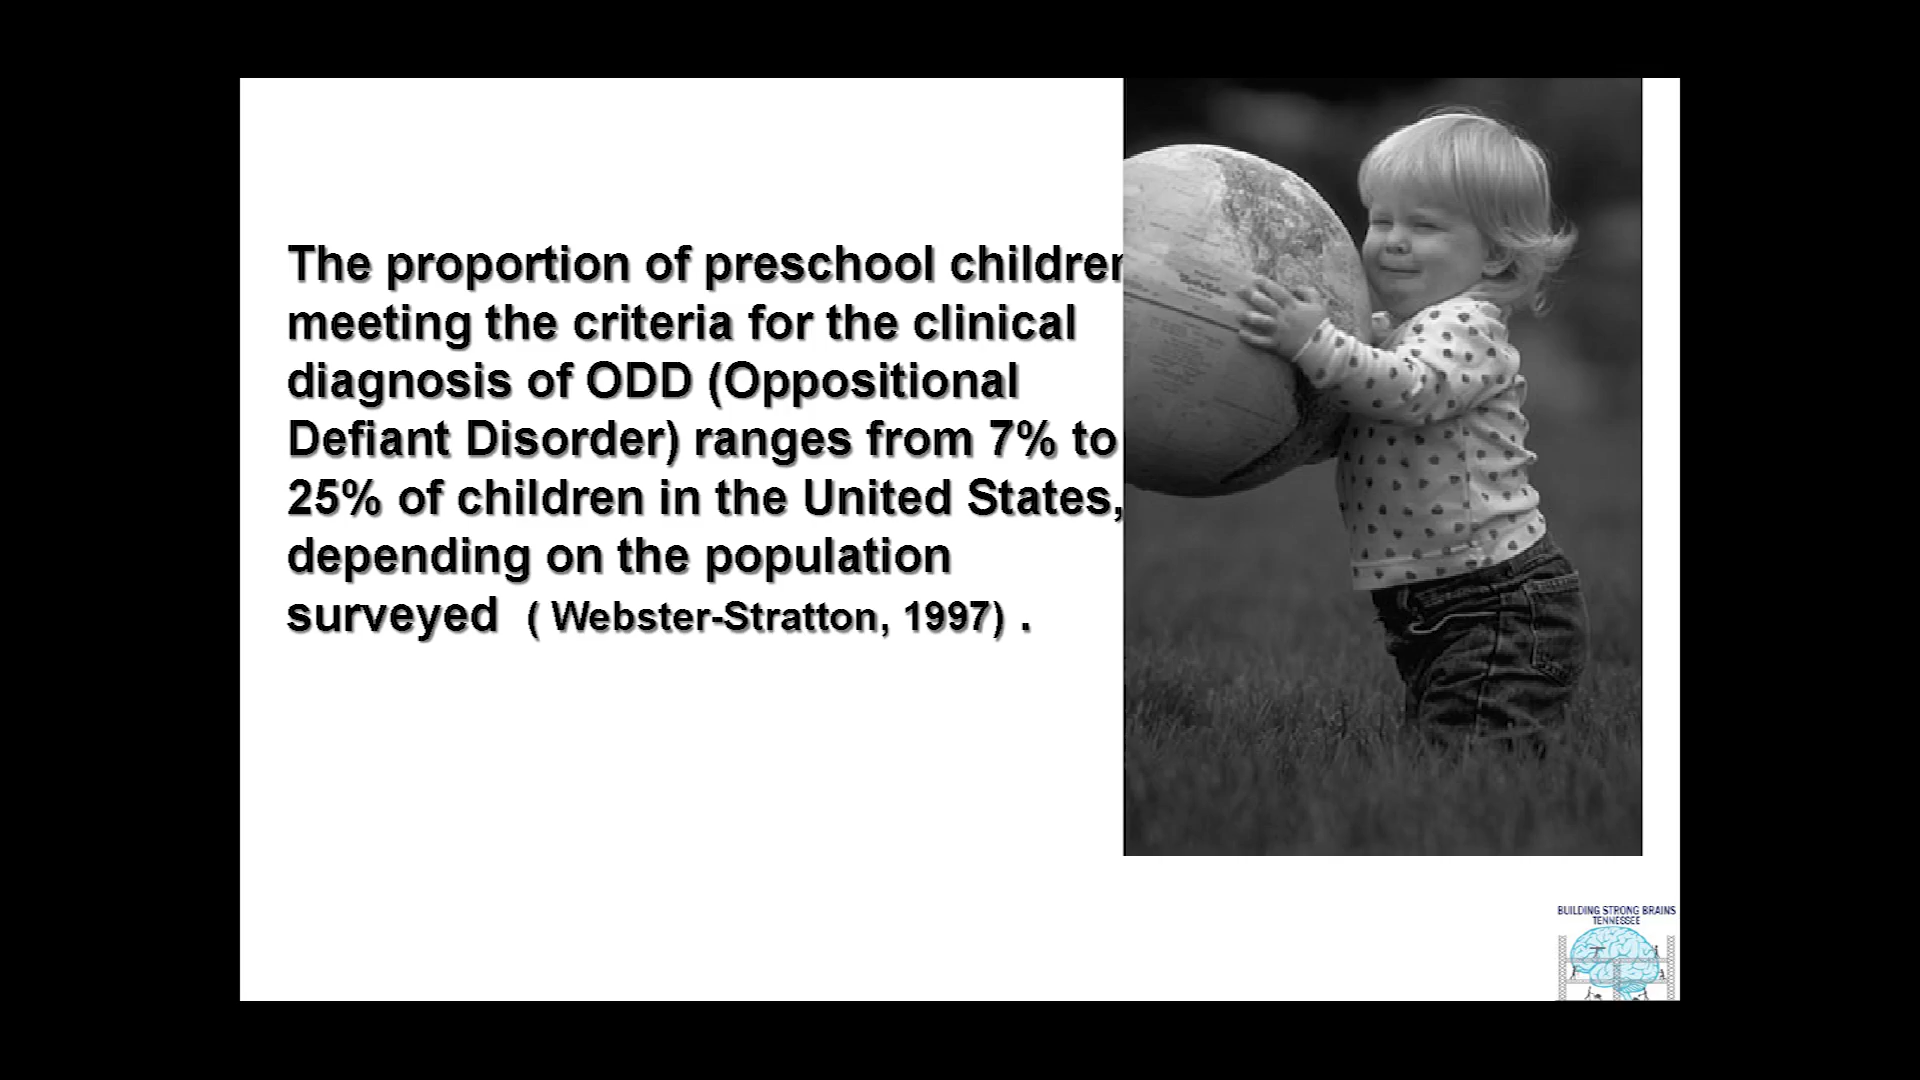 The proportion of preschool children
meeting the criteria for the clinical
diagnosis of ODD (Oppositional
Defiant Disorder) ranges from 7% to
25% of children in the United States,
depending on the population
surveyed ( Webster-Stratton, 1997) .
BUILDING STRONG BRAINS
TENNESSEE